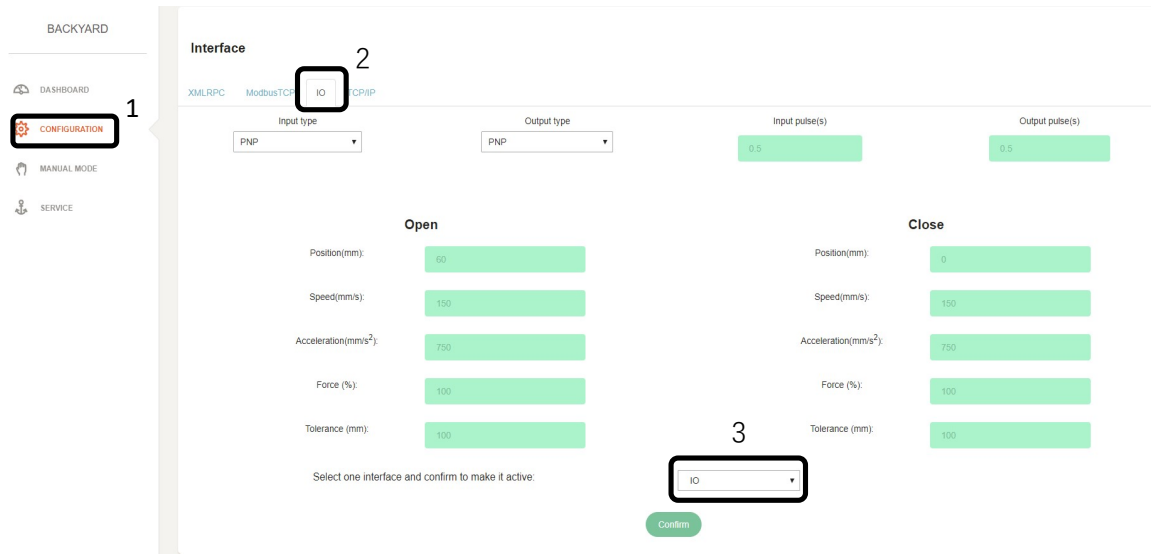 BACKYARD
DASHBOARD
CONFIGURATION
MANUAL MODE
SERVICE
1
Interface
2
XMLRPC ModbusTCP IO TCP/IP
Input type Output type Input pulse(s) Output pulse(s)
PNP PNP 0.5 0.5
Open Close
Position(mm): 60 Position(mm): 0
Speed(mm/s): 150 Speed(mm/s): 150
Acceleration(mm/s²): 750 Acceleration(mm/s²): 750
Force (%): 100 Force (%): 100
Tolerance (mm): 100 Tolerance (mm): 100
3
Select one interface and confirm to make it active: IO
Confirm